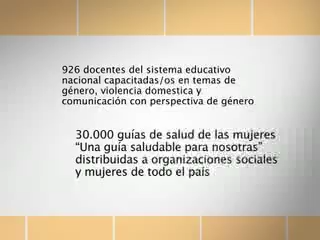 926 docentes del sistema educativo
nacional capacitadas/os en temas de
género, violencia domestica y
comunicación con perspectiva de género
30.000 guías de salud de las mujeres
“Una guía saludable para nosotras”
distribuidas a organizaciones sociales
y mujeres de todo el país